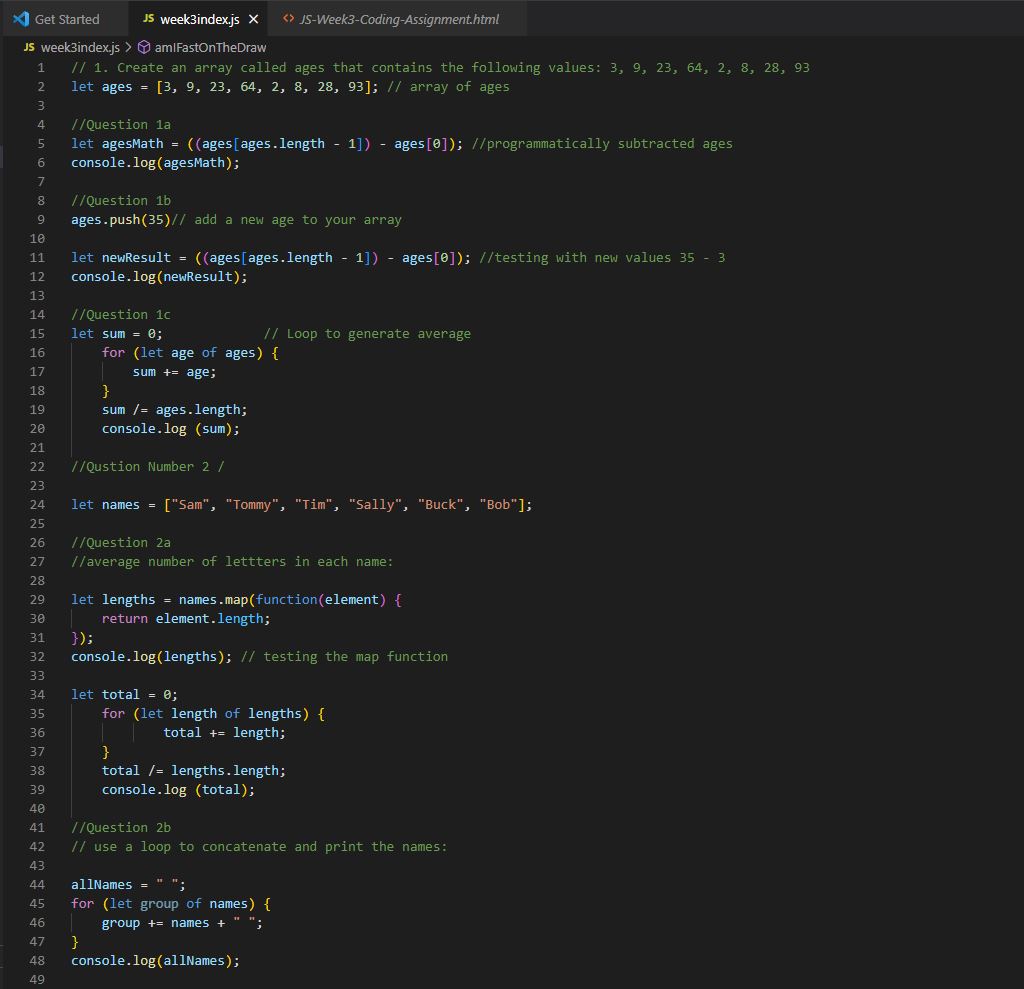 Get Started
JS week3index.js ×
<> JS-Week3-Coding-Assignment.html
JS week3index.js > amIFastOnTheDraw
1 // 1. Create an array called ages that contains the following values: 3, 9, 23, 64, 2, 8, 28, 93
2 let ages = [3, 9, 23, 64, 2, 8, 28, 93]; // array of ages
3
4 //Question 1a
5 let agesMath = ((ages[ages.length - 1]) - ages[0]); //programmatically subtracted ages
6 console.log(agesMath);
7
8 //Question 1b
9 ages.push(35)// add a new age to your array
10
11 let newResult = ((ages[ages.length - 1]) - ages[0]); //testing with new values 35 - 3
12 console.log(newResult);
13
14 //Question 1c
15 let sum = 0;             // Loop to generate average
16     for (let age of ages) {
17         sum += age;
18     }
19     sum /= ages.length;
20     console.log (sum);
21
22 //Qustion Number 2 /
23
24 let names = ["Sam", "Tommy", "Tim", "Sally", "Buck", "Bob"];
25
26 //Question 2a
27 //average number of lettters in each name:
28
29 let lengths = names.map(function(element) {
30     return element.length;
31 });
32 console.log(lengths); // testing the map function
33
34 let total = 0;
35     for (let length of lengths) {
36             total += length;
37     }
38     total /= lengths.length;
39     console.log (total);
40
41 //Question 2b
42 // use a loop to concatenate and print the names:
43
44 allNames = " ";
45 for (let group of names) {
46     group += names + " ";
47 }
48 console.log(allNames);
49